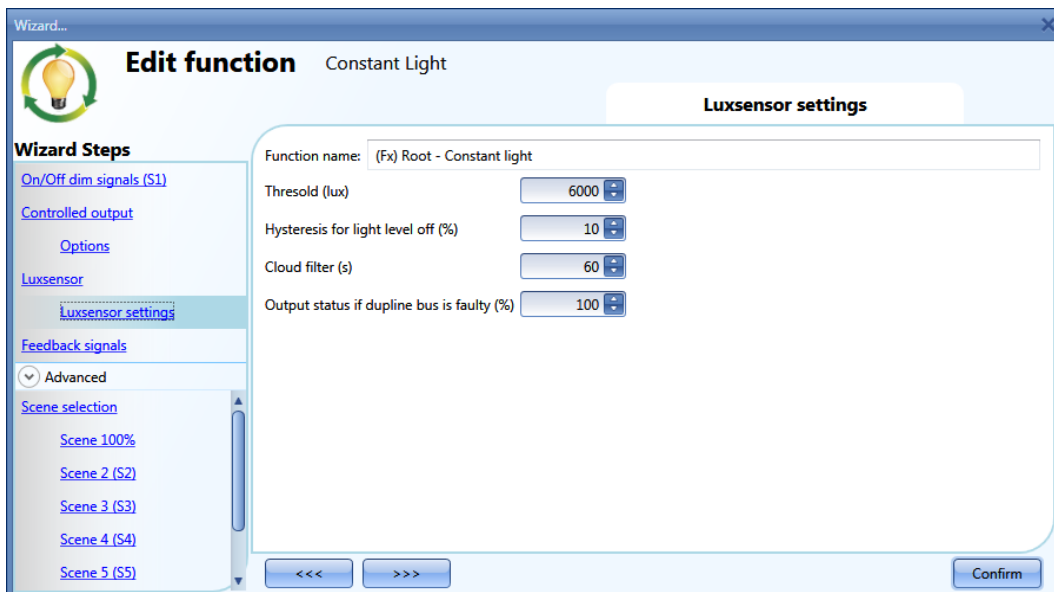 Wizard...
Edit function Constant Light
Luxsensor settings
Wizard Steps
On/Off dim signals (S1)
Controlled output
Options
Luxsensor
Luxsensor settings
Feedback signals
Advanced
Scene selection
Scene 100%
Scene 2 (S2)
Scene 3 (S3)
Scene 4 (S4)
Scene 5 (S5)
Function name: (Fx) Root - Constant light
Thresold (lux) 6000
Hysteresis for light level off (%) 10
Cloud filter (s) 60
Output status if dupline bus is faulty (%) 100
<<< >>> Confirm